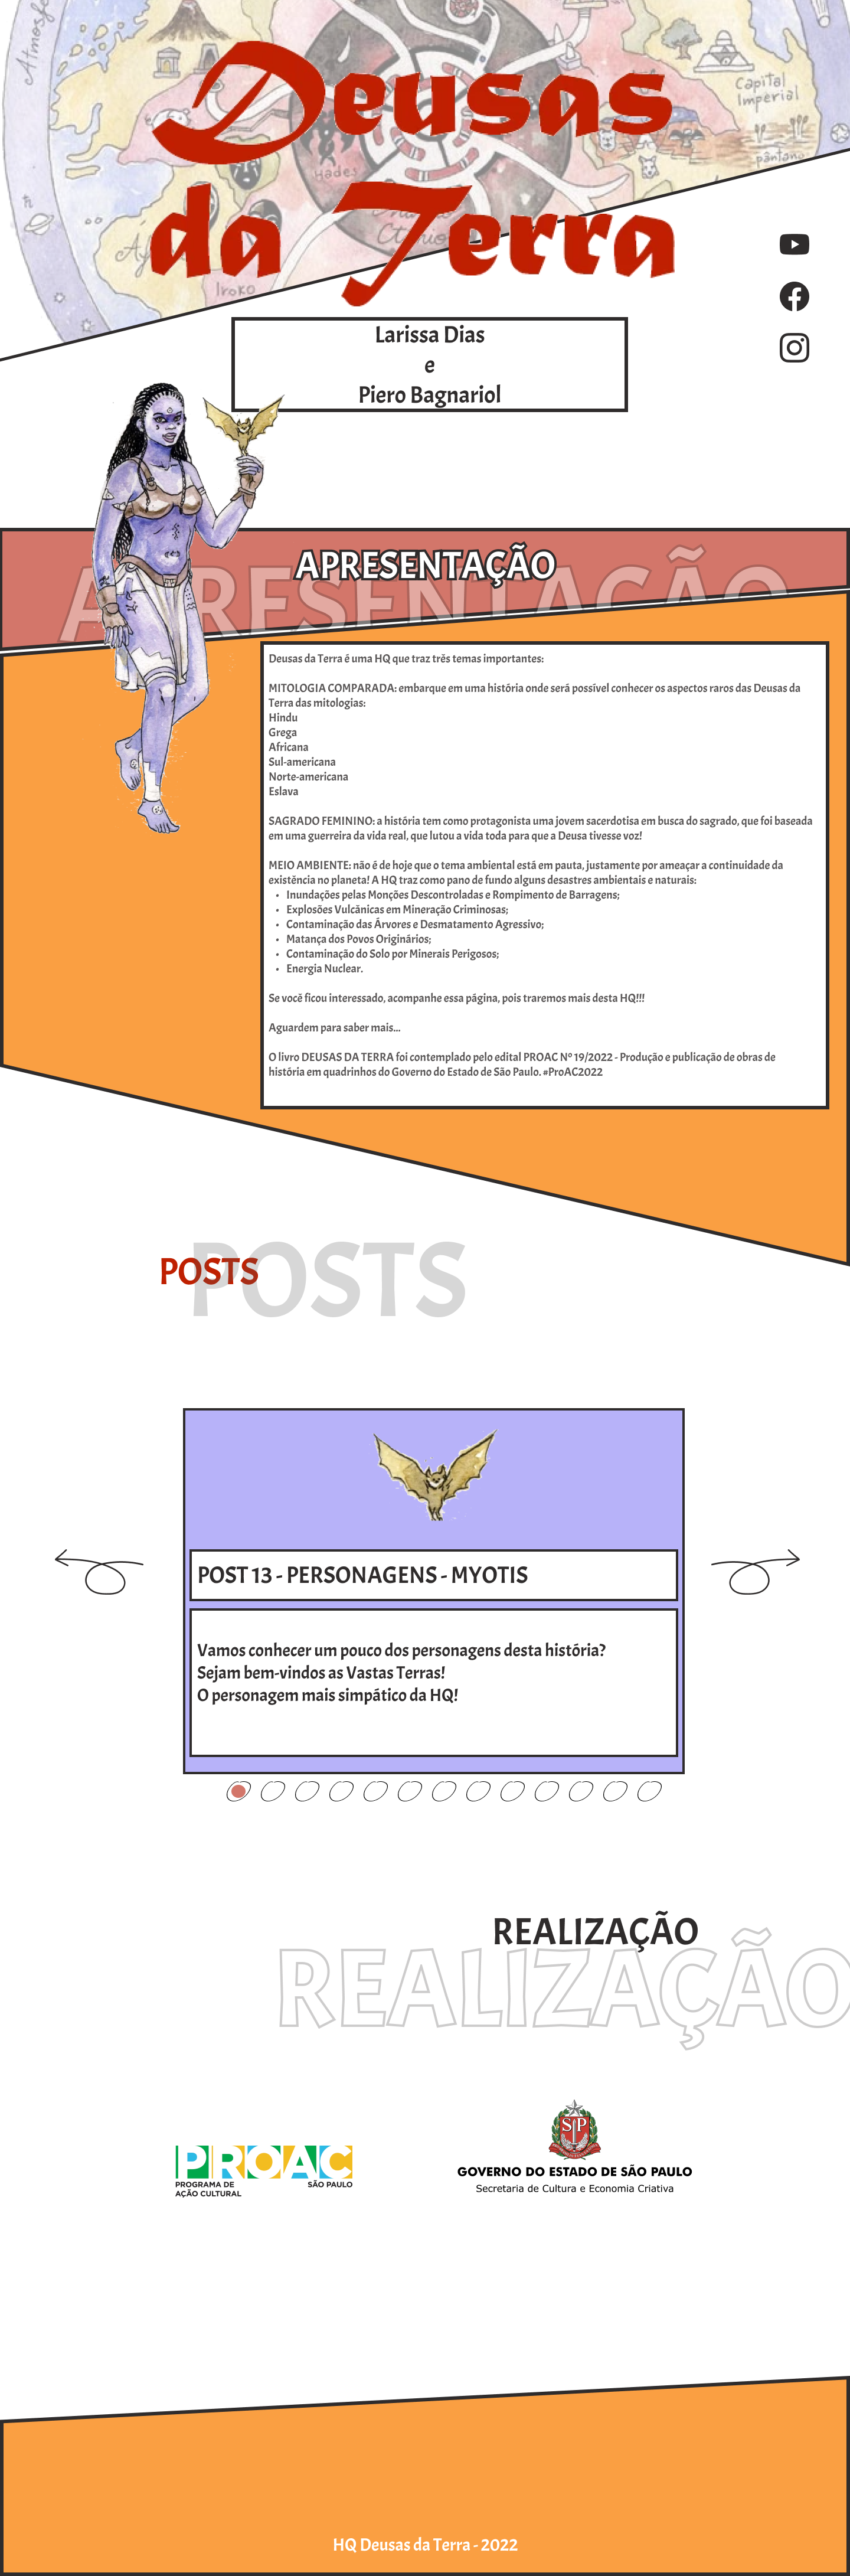 Atmosf
Capital
Imperial
pântano
Hades
Iroko
Deusas
da Terra
Larissa Dias
e
Piero Bagnariol
APRESENTAÇÃO
APRESENTAÇÃO
Deusas da Terra é uma HQ que traz três temas importantes:
MITOLOGIA COMPARADA: embarque em uma história onde será possível conhecer os aspectos raros das Deusas da
Terra das mitologias:
Hindu
Grega
Africana
Sul-americana
Norte-americana
Eslava
SAGRADO FEMININO: a história tem como protagonista uma jovem sacerdotisa em busca do sagrado, que foi baseada
em uma guerreira da vida real, que lutou a vida toda para que a Deusa tivesse voz!
MEIO AMBIENTE: não é de hoje que o tema ambiental está em pauta, justamente por ameaçar a continuidade da
existência no planeta! A HQ traz como pano de fundo alguns desastres ambientais e naturais:
• Inundações pelas Monções Descontroladas e Rompimento de Barragens;
• Explosões Vulcânicas em Mineração Criminosas;
• Contaminação das Árvores e Desmatamento Agressivo;
• Matança dos Povos Originários;
• Contaminação do Solo por Minerais Perigosos;
• Energia Nuclear.
Se você ficou interessado, acompanhe essa página, pois traremos mais desta HQ!!!
Aguardem para saber mais...
O livro DEUSAS DA TERRA foi contemplado pelo edital PROAC Nº 19/2022 - Produção e publicação de obras de
história em quadrinhos do Governo do Estado de São Paulo. #ProAC2022
POSTS
POSTS
POST 13 - PERSONAGENS - MYOTIS
Vamos conhecer um pouco dos personagens desta história?
Sejam bem-vindos as Vastas Terras!
O personagem mais simpático da HQ!
REALIZAÇÃO
REALIZAÇÃO
PROAC
PROGRAMA DE
AÇÃO CULTURAL
SÃO PAULO
SP
GOVERNO DO ESTADO DE SÃO PAULO
Secretaria de Cultura e Economia Criativa
HQ Deusas da Terra - 2022